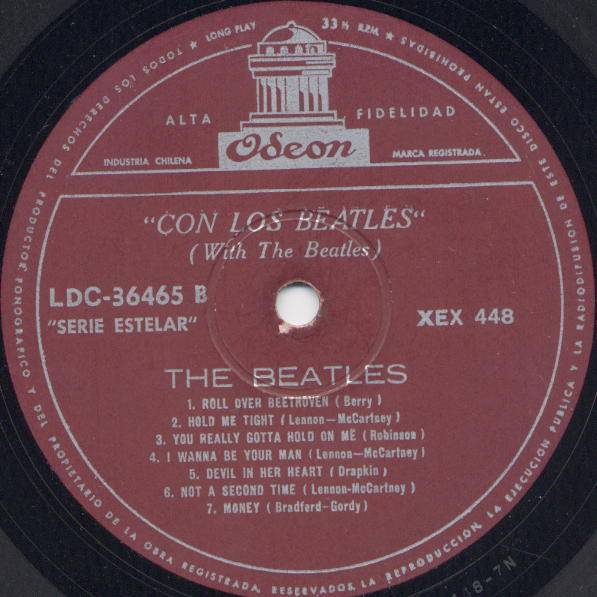 ★ TODOS LOS DERECHOS DEL PRODUCTOR FONOGRAFICO Y DEL PROPIETARIO DE LA OBRA REGISTRADA, RESERVADOS. LA REPRODUCCION, LA EJECUCION PUBLICA Y LA RADIODIFUSION DE ESTE DISCO ESTAN PROHIBIDAS ★
LONG PLAY 33⅓ R.P.M.
ALTA FIDELIDAD
Odeon
INDUSTRIA CHILENA MARCA REGISTRADA
"CON LOS BEATLES"
(With The Beatles)
LDC-36465 B
"SERIE ESTELAR"
XEX 448
THE BEATLES
1. ROLL OVER BEETHOVEN (Berry)
2. HOLD ME TIGHT (Lennon—McCartney)
3. YOU REALLY GOTTA HOLD ON ME (Robinson)
4. I WANNA BE YOUR MAN (Lennon—McCartney)
5. DEVIL IN HER HEART (Drapkin)
6. NOT A SECOND TIME (Lennon-McCartney)
7. MONEY (Bradferd-Gordy)